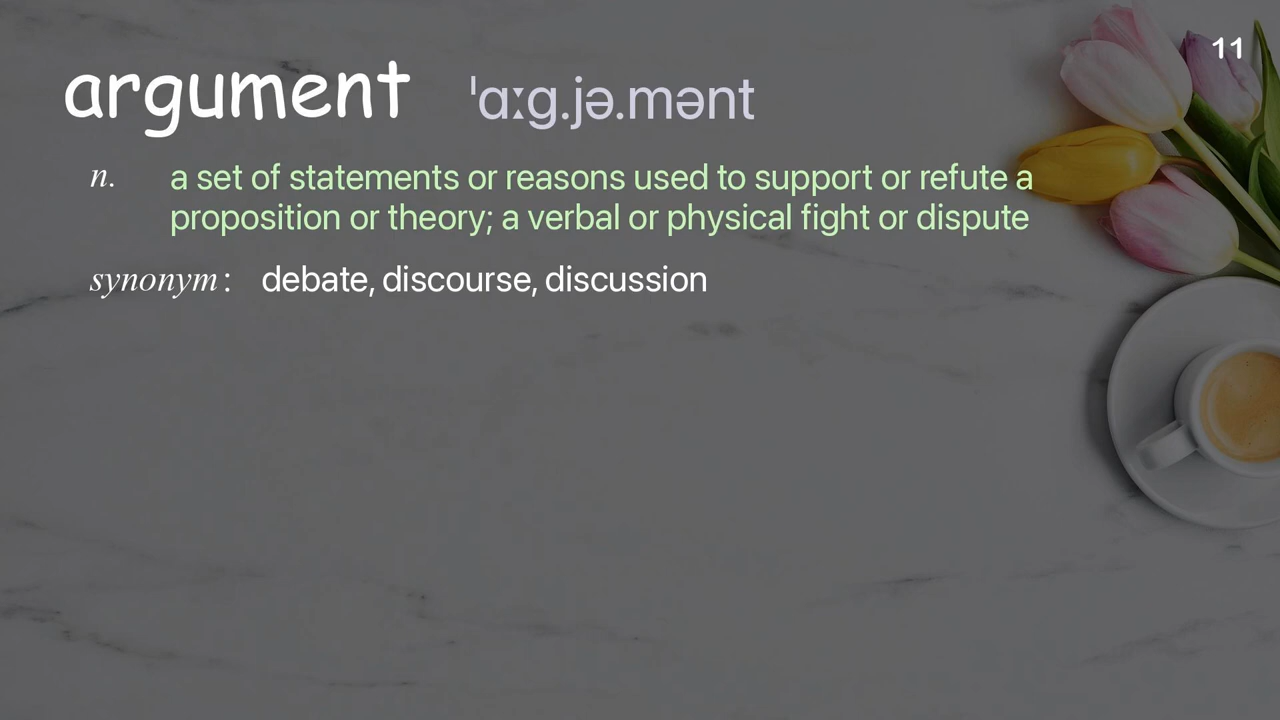 11
argument ˈɑːg.jə.mənt
n. a set of statements or reasons used to support or refute a
proposition or theory; a verbal or physical fight or dispute
synonym: debate, discourse, discussion